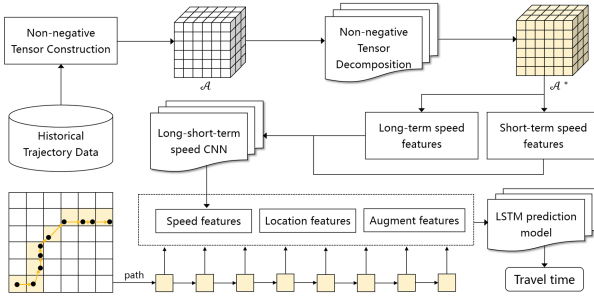 Non-negative
Tensor Construction
𝒜
Non-negative
Tensor
Decomposition
𝒜 *
Historical
Trajectory Data
Long-short-term
speed CNN
Long-term speed
features
Short-term speed
features
Speed features
Location features
Augment features
LSTM prediction
model
path
Travel time